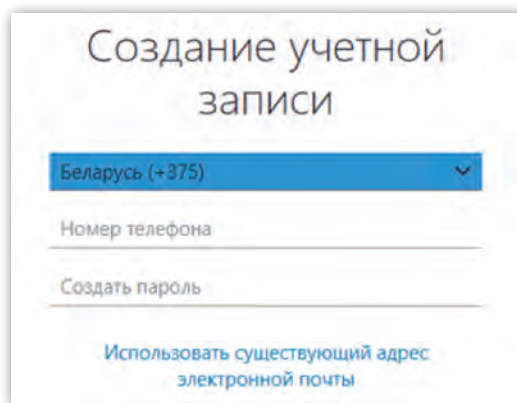 Создание учетной
записи
Беларусь (+375)
Номер телефона
Создать пароль
Использовать существующий адрес
электронной почты